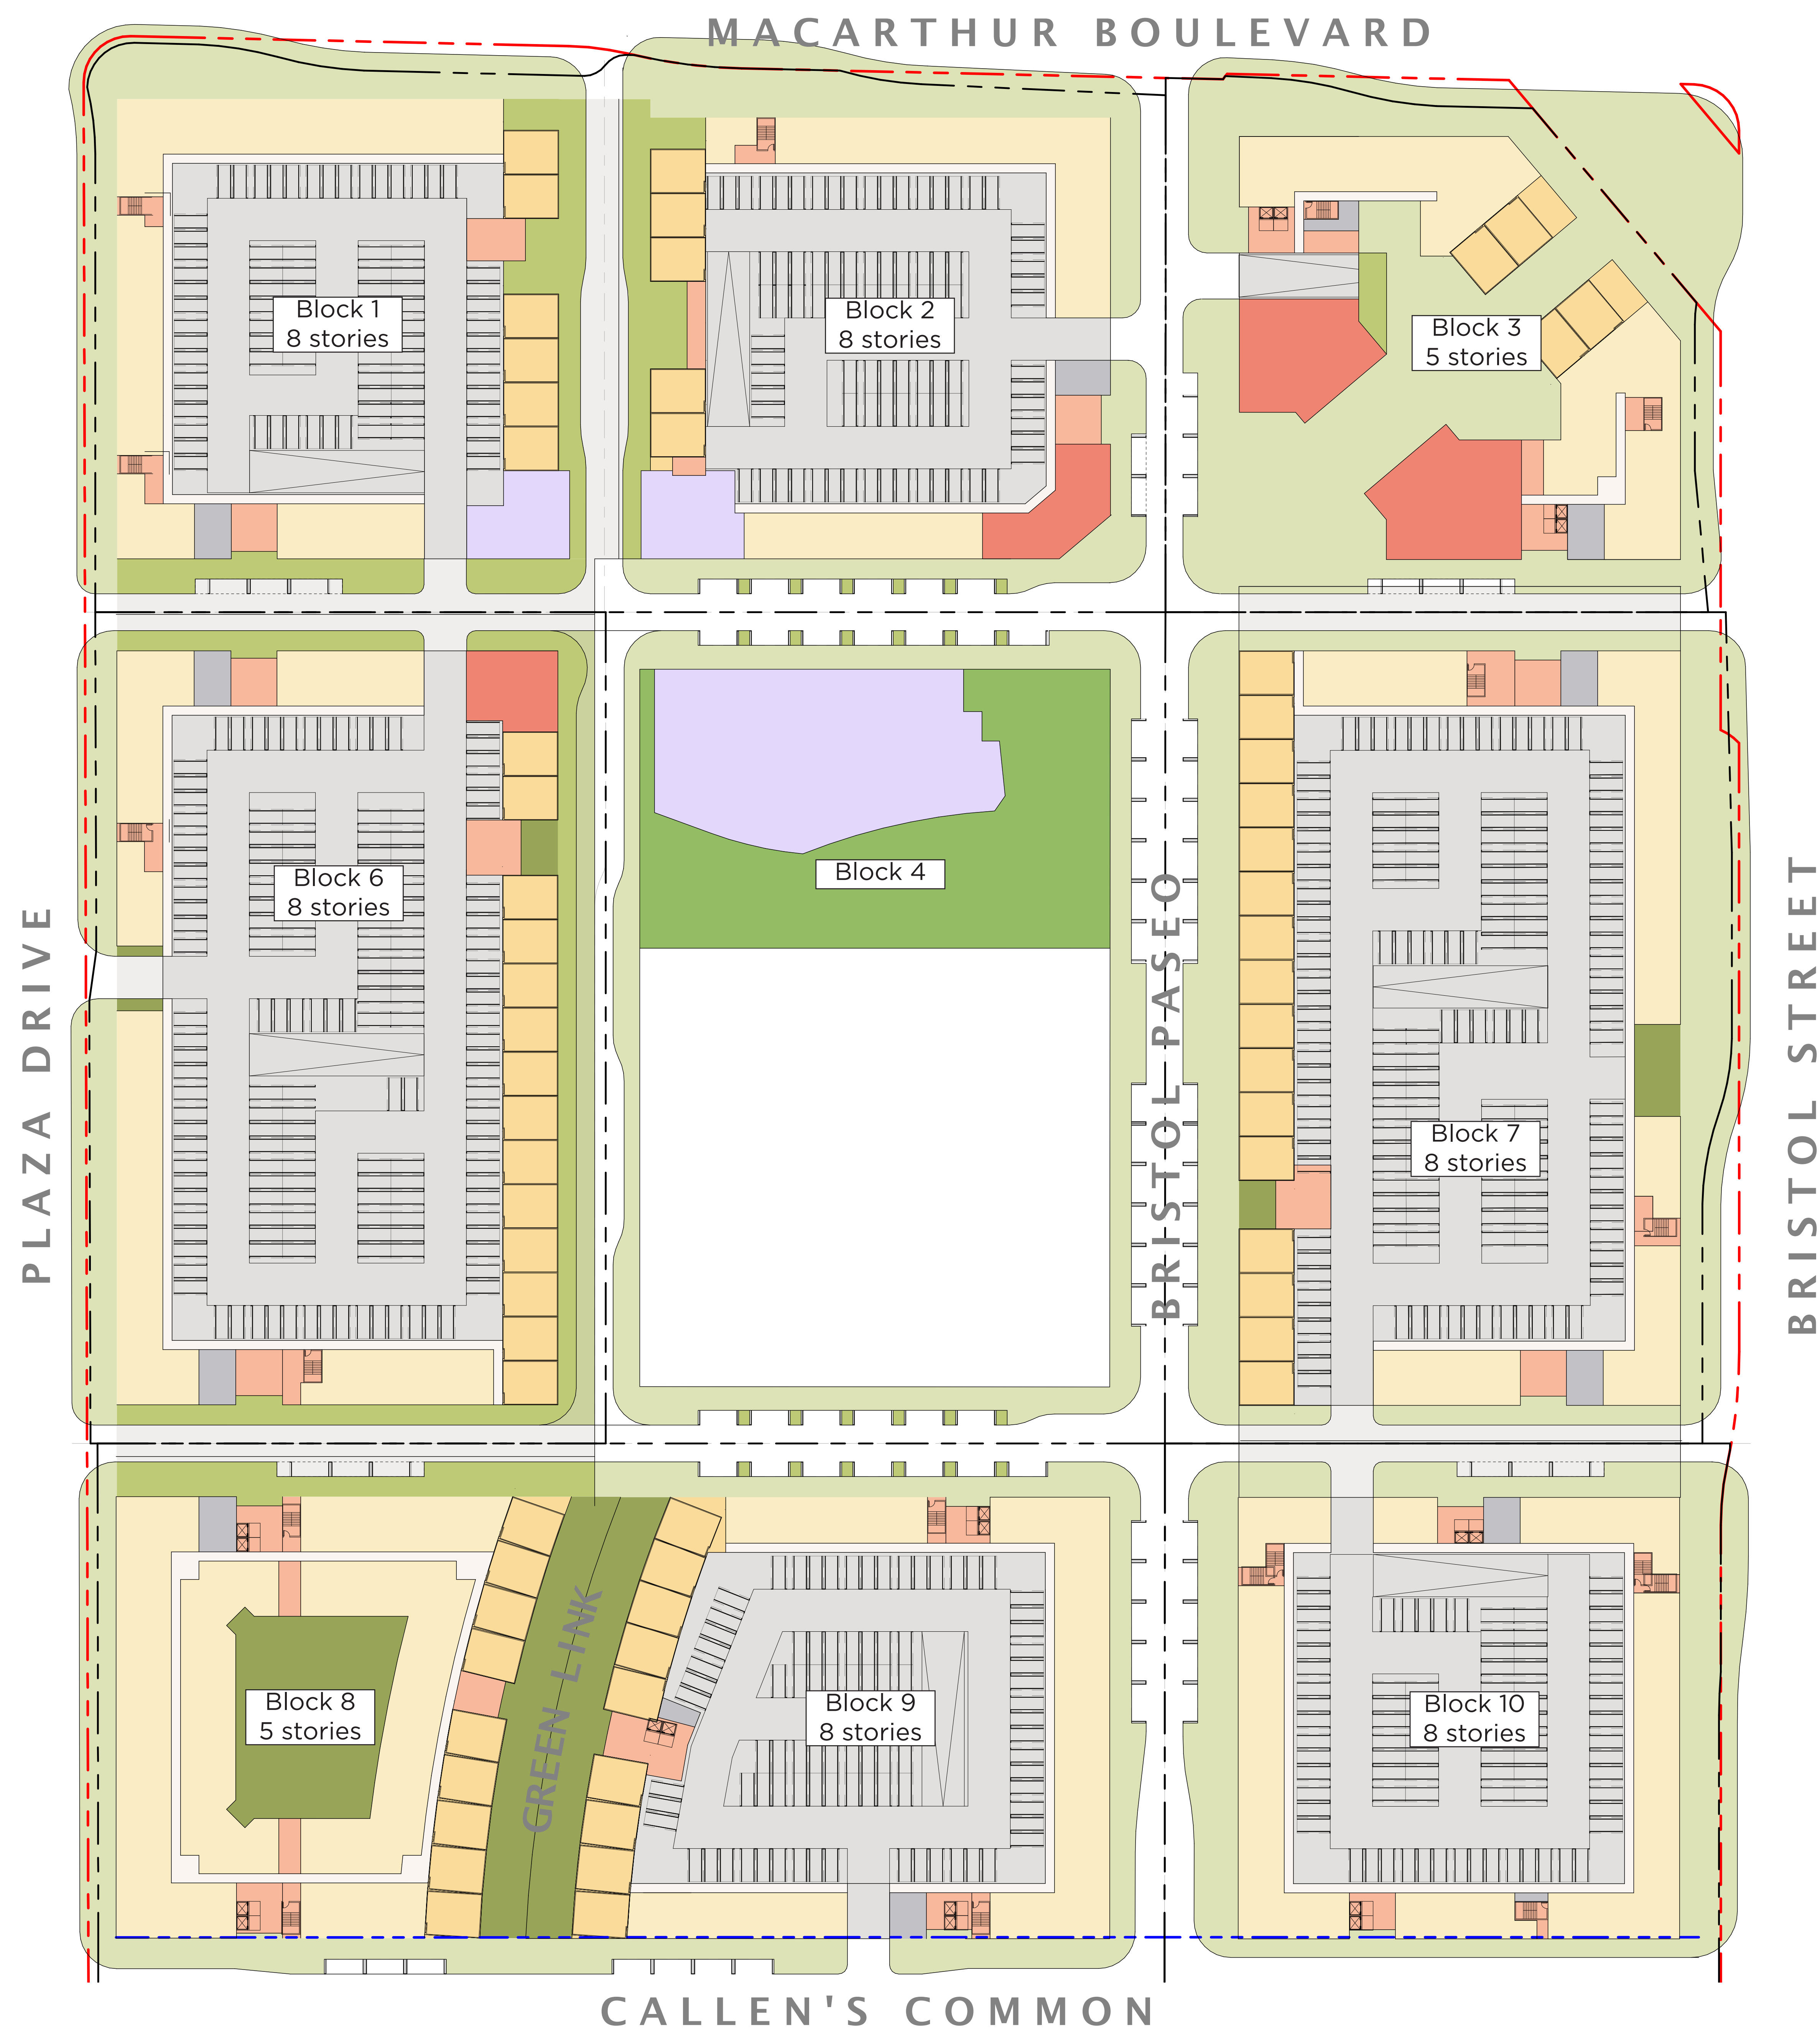 MACARTHUR BOULEVARD
Block 1
8 stories
Block 2
8 stories
Block 3
5 stories
Block 6
8 stories
Block 4
PLAZA DRIVE
BRISTOL PASEO
BRISTOL STREET
Block 7
8 stories
Block 8
5 stories
GREEN LINK
Block 9
8 stories
Block 10
8 stories
CALLEN'S COMMON